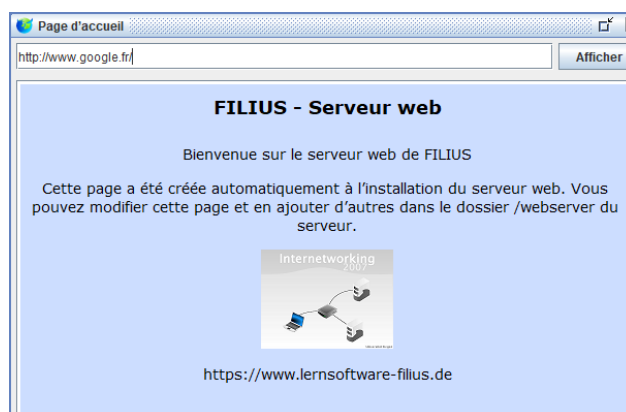 Page d'accueil
http://www.google.fr/
Afficher
FILIUS - Serveur web
Bienvenue sur le serveur web de FILIUS
Cette page a été créée automatiquement à l'installation du serveur web. Vous
pouvez modifier cette page et en ajouter d'autres dans le dossier /webserver du
serveur.
Internetworking
2007
https://www.lernsoftware-filius.de